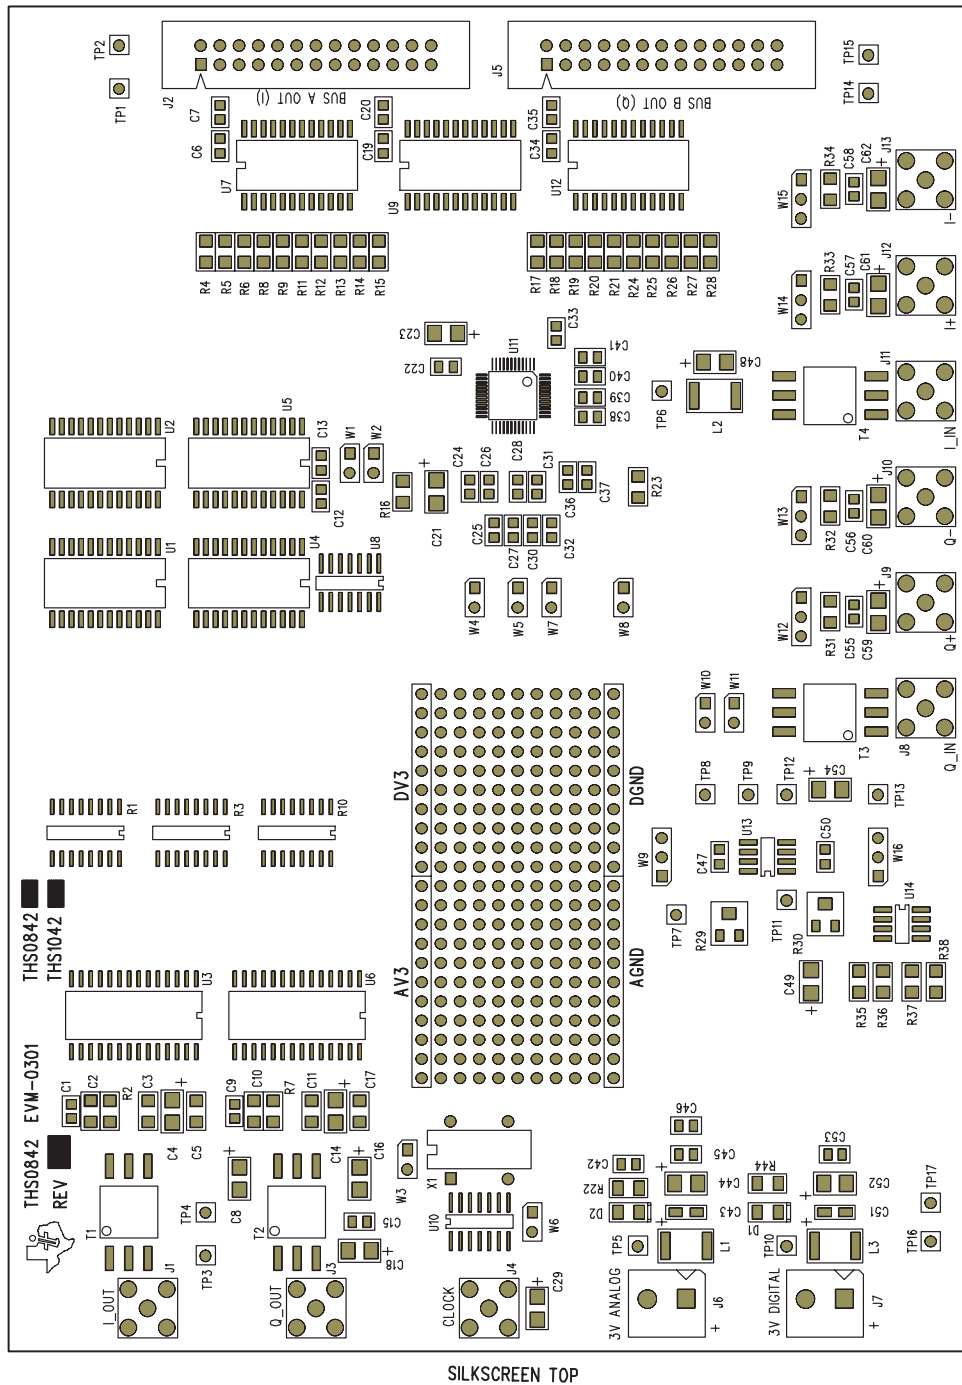 TP2
TP1
J2
BUS A OUT (I)
J5
BUS B OUT (Q)
TP15
TP14
C7
C6
C20
C19
C35
C34
U7
U9
U12
R34
C58
C62
J13
W15
I-
R4
R5
R6
R8
R9
R11
R12
R13
R14
R15
R17
R18
R19
R20
R21
R24
R25
R26
R27
R28
R33
C57
C61
J12
W14
I+
C23
+
C22
U11
C33
C41
C40
C39
C38
TP6
+
C48
L2
T4
J11
I_IN
U2
U5
C13
C12
W1
W2
R16
+
C21
C24
C26
C28
C31
C36
C37
R23
C25
C27
C30
C32
W13
R32
C56
C60
J10
Q-
U1
U4
U8
W4
W5
W7
W8
W12
R31
C55
C59
J9
Q+
W10
W11
T3
J8
Q_IN
DV3
DGND
TP8
TP9
TP12
+
C54
TP13
R1
R3
R10
W9
C47
U13
C50
W16
THS0842
THS1042
AV3
AGND
TP7
R29
TP11
R30
U14
U3
U6
C49
+
R35
R36
R37
R38
THS0842 EVM-0301
REV
C1
C2
R2
C3
+
C4
C5
C9
C10
R7
C11
+
C14
C17
C46
C45
C42
R22
D2
+
C44
C43
R44
D1
C53
C52
C51
T1
TP4
TP3
+
C8
T2
C16
C15
C18
+
W3
X1
U10
W6
TP5
L1
TP10
L3
TP17
TP16
I_OUT
J1
Q_OUT
J3
CLOCK
J4
+
C29
3V ANALOG
J6
+
3V DIGITAL
J7
+
SILKSCREEN TOP